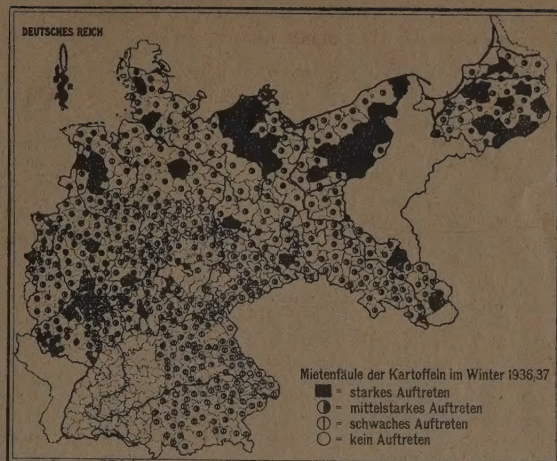 DEUTSCHES REICH
Mietenfäule der Kartoffeln im Winter 1936,37
= starkes Auftreten
= mittelstarkes Auftreten
= schwaches Auftreten
= kein Auftreten